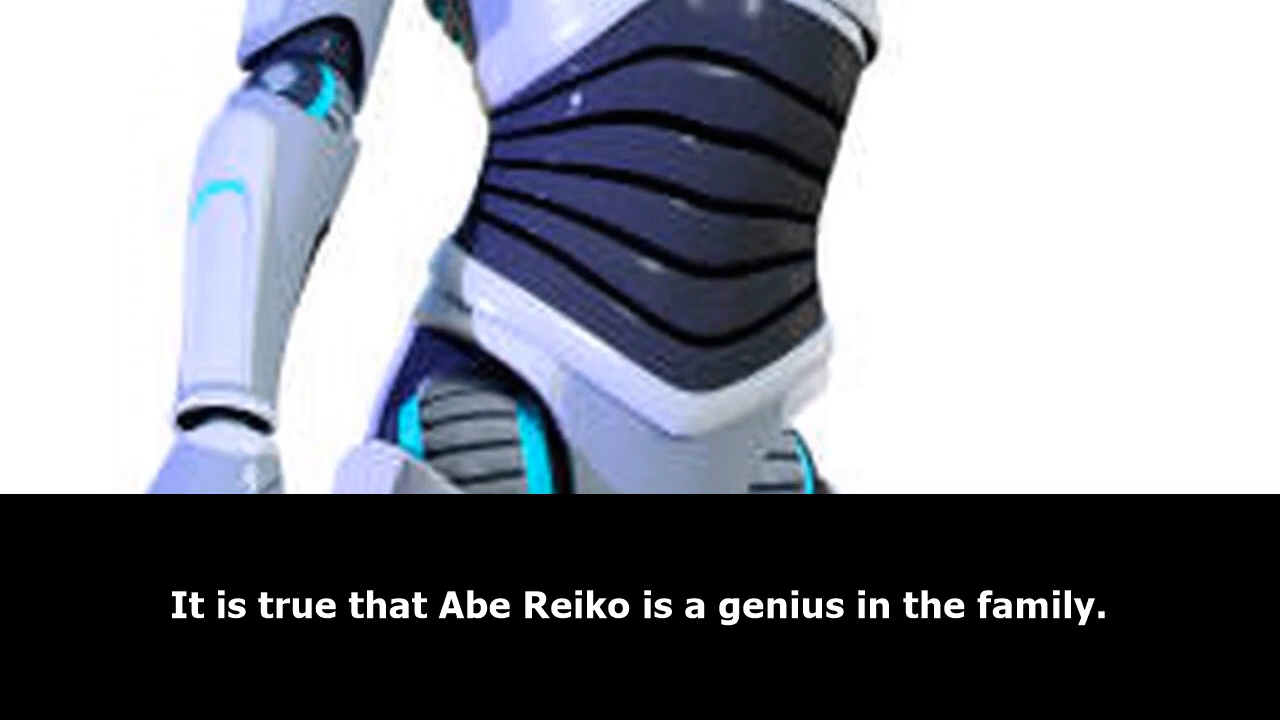 It is true that Abe Reiko is a genius in the family.